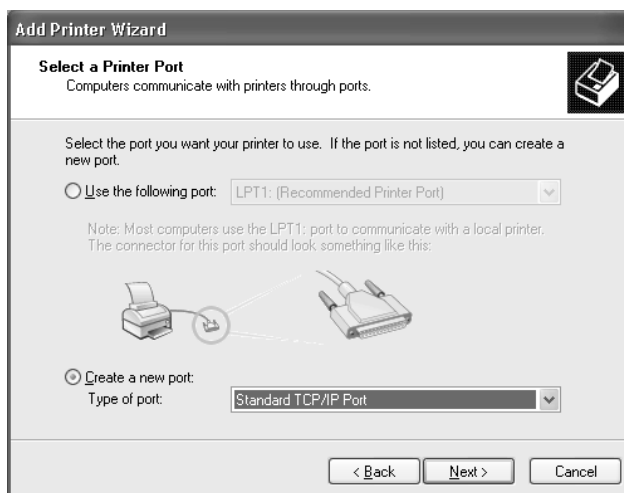 Add Printer Wizard
Select a Printer Port
Computers communicate with printers through ports.
Select the port you want your printer to use. If the port is not listed, you can create a
new port.
Use the following port: LPT1: (Recommended Printer Port)
Note: Most computers use the LPT1: port to communicate with a local printer.
The connector for this port should look something like this:
Create a new port:
Type of port: Standard TCP/IP Port
< Back Next > Cancel